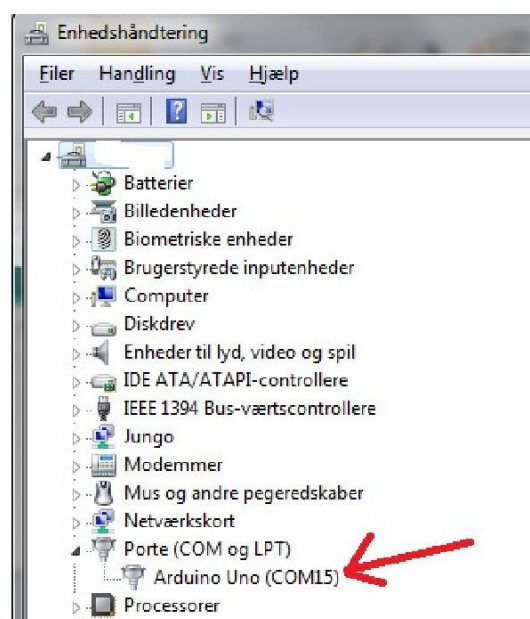 Enhedshåndtering
Filer Handling Vis Hjælp
Batterier
Billedenheder
Biometriske enheder
Brugerstyrede inputenheder
Computer
Diskdrev
Enheder til lyd, video og spil
IDE ATA/ATAPI-controllere
IEEE 1394 Bus-værtscontrollere
Jungo
Modemmer
Mus og andre pegeredskaber
Netværkskort
Porte (COM og LPT)
Arduino Uno (COM15)
Processorer